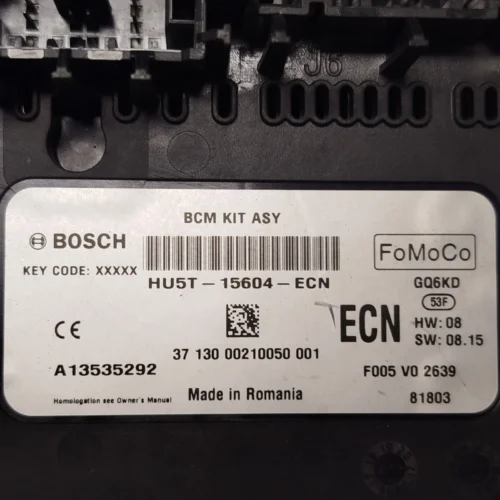 J6
BCM KIT ASY
BOSCH
FoMoCo
KEY CODE: XXXXX
HU5T-15604-ECN
GQ6KD
53F
ECN
HW: 08
SW: 08.15
CE
37 130 00210050 001
A13535292
F005 V0 2639
Made in Romania
81803
Homologation see Owner's Manual